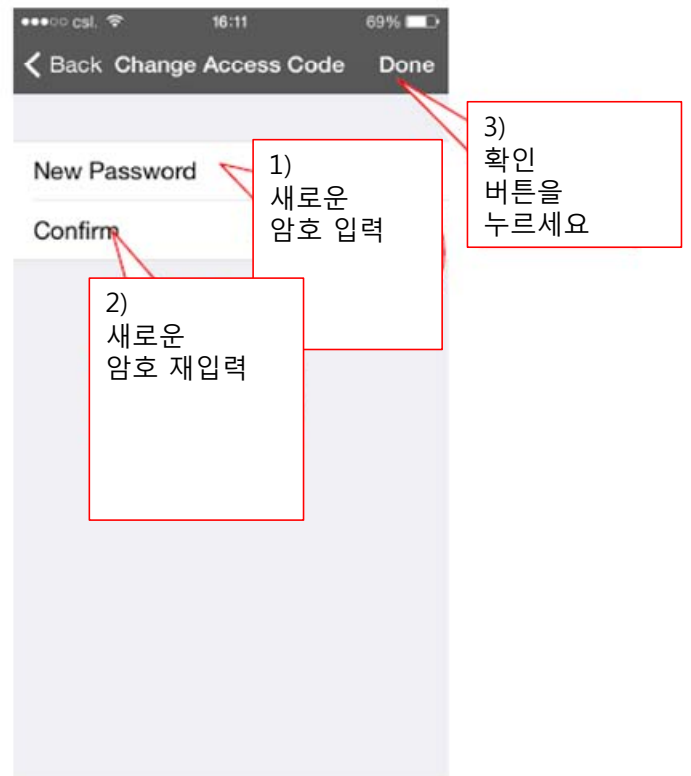 csl. 16:11 69%
Back Change Access Code Done
3)
확인
버튼을
누르세요
New Password
1)
새로운
암호 입력
Confirm
2)
새로운
암호 재입력